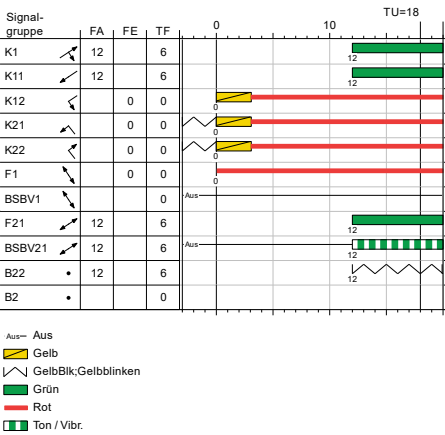 TU=18
Signal-
gruppe FA FE TF 0 10
K1 12 6
12
K11 12 6
12
K12 0 0
0
K21 0 0
0
K22 0 0
0
F1 0 0
0
BSBV1 0 Aus
F21 12 6
12
BSBV21 12 6 Aus
12
B22 12 6
12
B2 0
Aus Aus
Gelb
GelbBlk;Gelbblinken
Grün
Rot
Ton / Vibr.